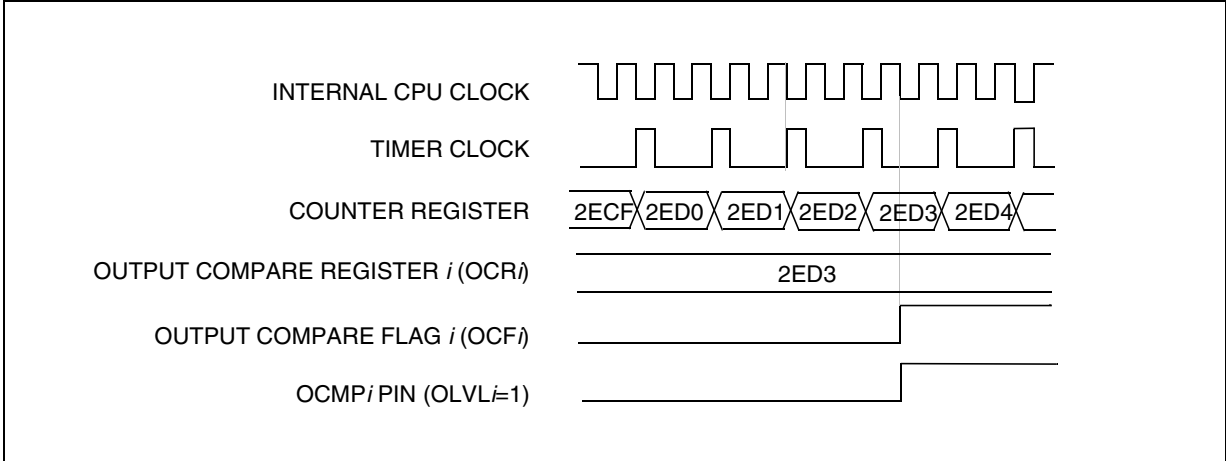 INTERNAL CPU CLOCK
TIMER CLOCK
COUNTER REGISTER 2ECF 2ED0 2ED1 2ED2 2ED3 2ED4
OUTPUT COMPARE REGISTER i (OCRi) 2ED3
OUTPUT COMPARE FLAG i (OCFi)
OCMPi PIN (OLVLi=1)